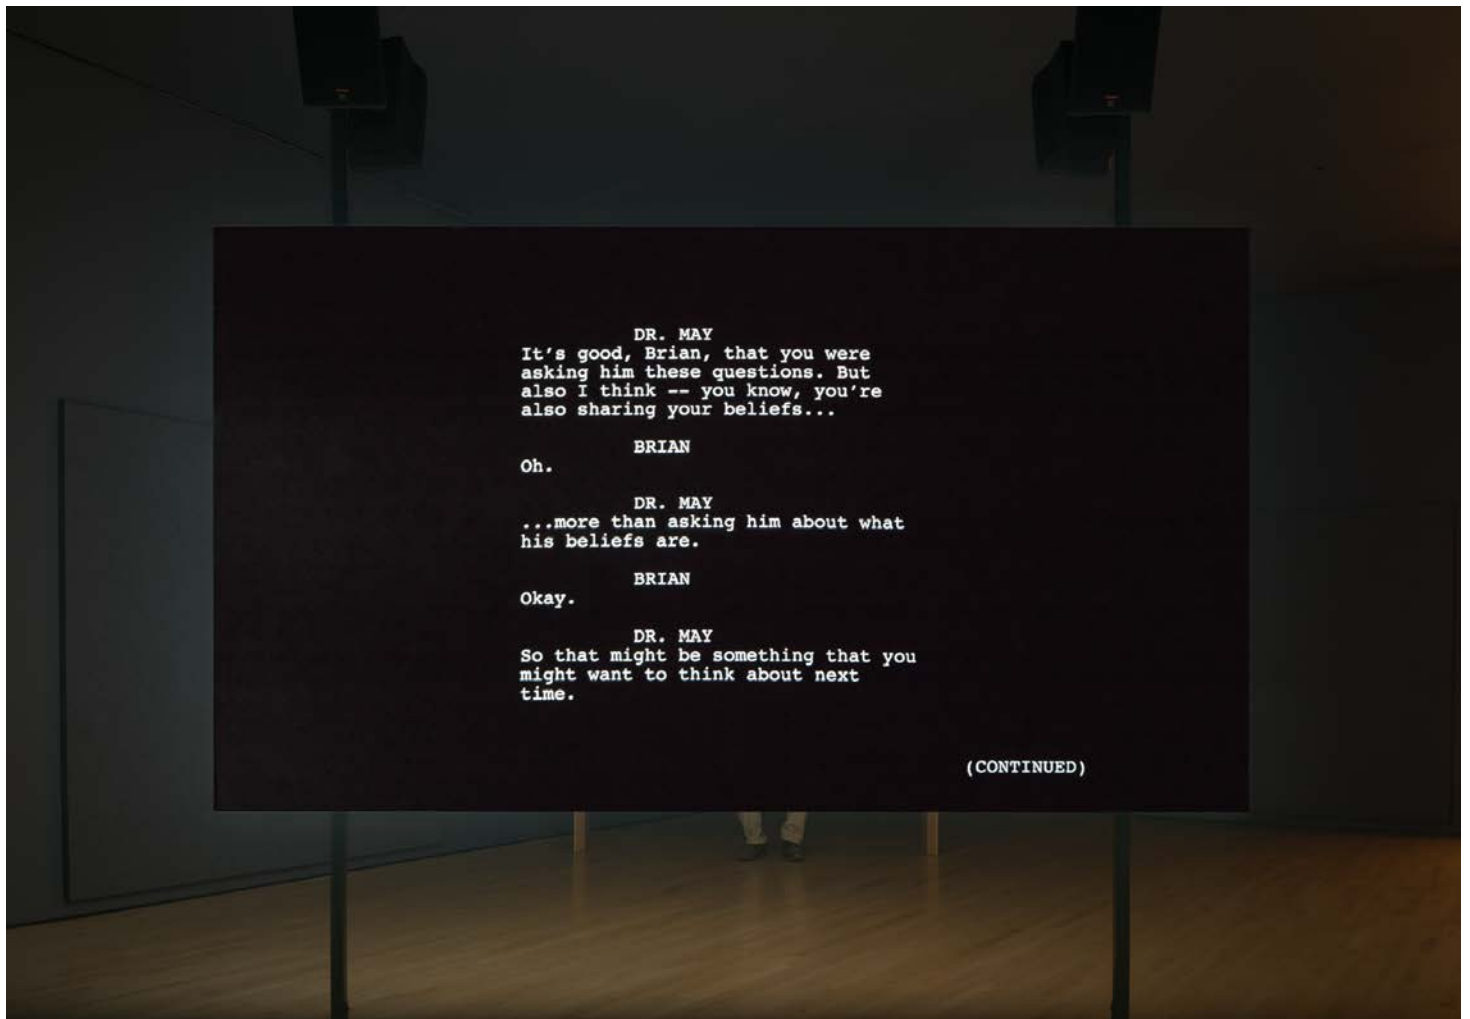 DR. MAY
It's good, Brian, that you were
asking him these questions. But
also I think -- you know, you're
also sharing your beliefs...
BRIAN
Oh.
DR. MAY
...more than asking him about what
his beliefs are.
BRIAN
Okay.
DR. MAY
So that might be something that you
might want to think about next
time.
(CONTINUED)